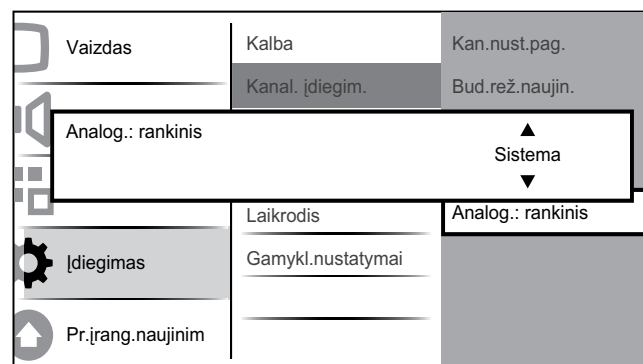 Vaizdas
Kalba
Kan.nust.pag.
Kanal. įdiegim.
Bud.rež.naujin.
Analog.: rankinis
▲
Sistema
▼
Laikrodis
Analog.: rankinis
Įdiegimas
Gamykl.nustatymai
Pr.įrang.naujinim